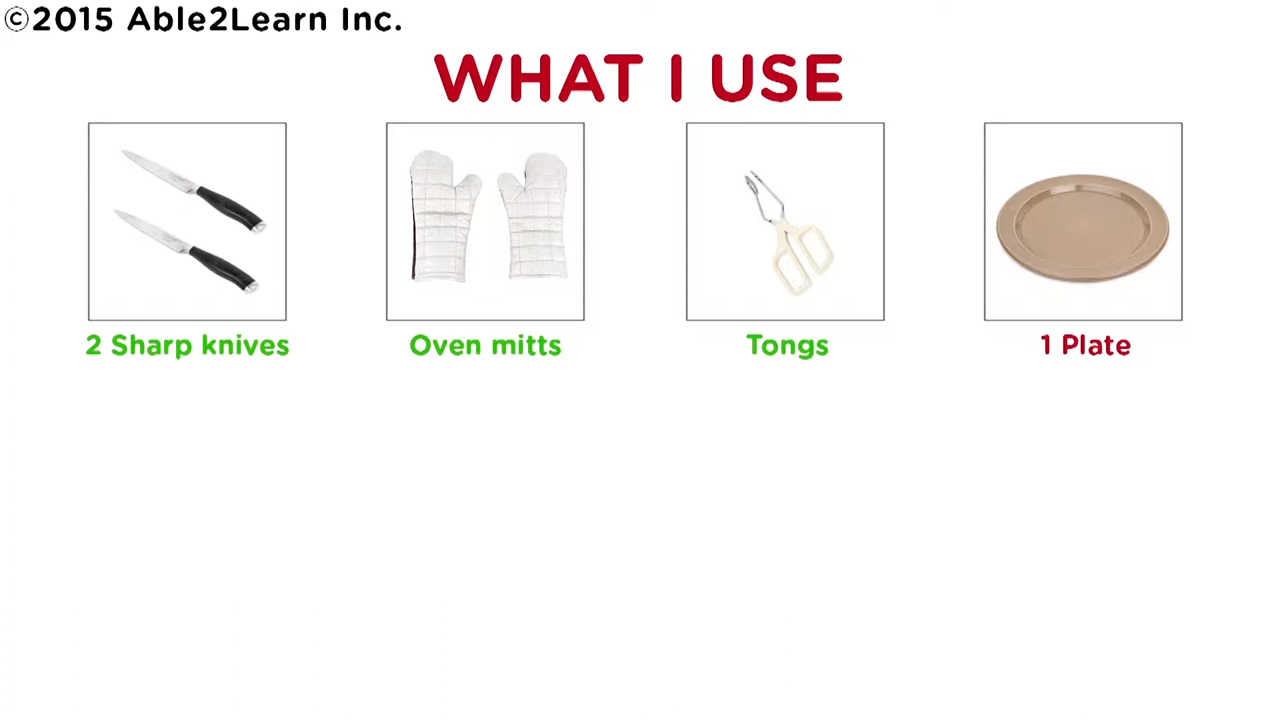 ©2015 Able2Learn Inc.
WHAT I USE
2 Sharp knives
Oven mitts
Tongs
1 Plate